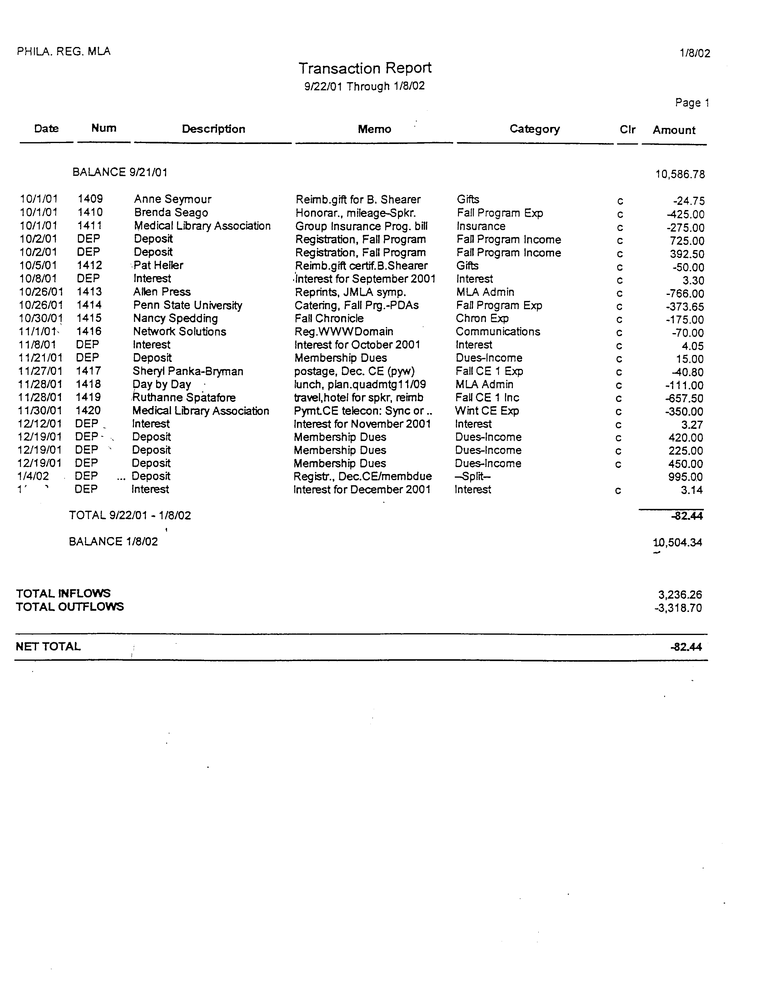 PHILA. REG. MLA 1/8/02
Transaction Report
9/22/01 Through 1/8/02
Page 1
Date Num Description Memo Category Clr Amount
BALANCE 9/21/01 10,586.78
10/1/01 1409 Anne Seymour Reimb.gift for B. Shearer Gifts c -24.75
10/1/01 1410 Brenda Seago Honorar., mileage-Spkr. Fall Program Exp c -425.00
10/1/01 1411 Medical Library Association Group Insurance Prog. bill Insurance c -275.00
10/2/01 DEP Deposit Registration, Fall Program Fall Program Income c 725.00
10/2/01 DEP Deposit Registration, Fall Program Fall Program Income c 392.50
10/5/01 1412 Pat Heller Reimb.gift certif.B.Shearer Gifts c -50.00
10/8/01 DEP Interest Interest for September 2001 Interest c 3.30
10/26/01 1413 Allen Press Reprints, JMLA symp. MLA Admin c -766.00
10/26/01 1414 Penn State University Catering, Fall Prg.-PDAs Fall Program Exp c -373.65
10/30/01 1415 Nancy Spedding Fall Chronicle Chron Exp c -175.00
11/1/01 1416 Network Solutions Reg.WWWDomain Communications c -70.00
11/8/01 DEP Interest Interest for October 2001 Interest c 4.05
11/21/01 DEP Deposit Membership Dues Dues-Income c 15.00
11/27/01 1417 Sheryl Panka-Bryman postage, Dec. CE (pyw) Fall CE 1 Exp c -40.80
11/28/01 1418 Day by Day lunch, plan.quadmtg11/09 MLA Admin c -111.00
11/28/01 1419 Ruthanne Spatafore travel,hotel for spkr, reimb Fall CE 1 Inc c -657.50
11/30/01 1420 Medical Library Association Pymt.CE telecon: Sync or .. Wint CE Exp c -350.00
12/12/01 DEP Interest Interest for November 2001 Interest c 3.27
12/19/01 DEP Deposit Membership Dues Dues-Income c 420.00
12/19/01 DEP Deposit Membership Dues Dues-Income c 225.00
12/19/01 DEP Deposit Membership Dues Dues-Income c 450.00
1/4/02 DEP ... Deposit Registr., Dec.CE/membdue --Split-- 995.00
DEP Interest Interest for December 2001 Interest c 3.14
TOTAL 9/22/01 - 1/8/02 -82.44
BALANCE 1/8/02 10,504.34
TOTAL INFLOWS 3,236.26
TOTAL OUTFLOWS -3,318.70
NET TOTAL -82.44